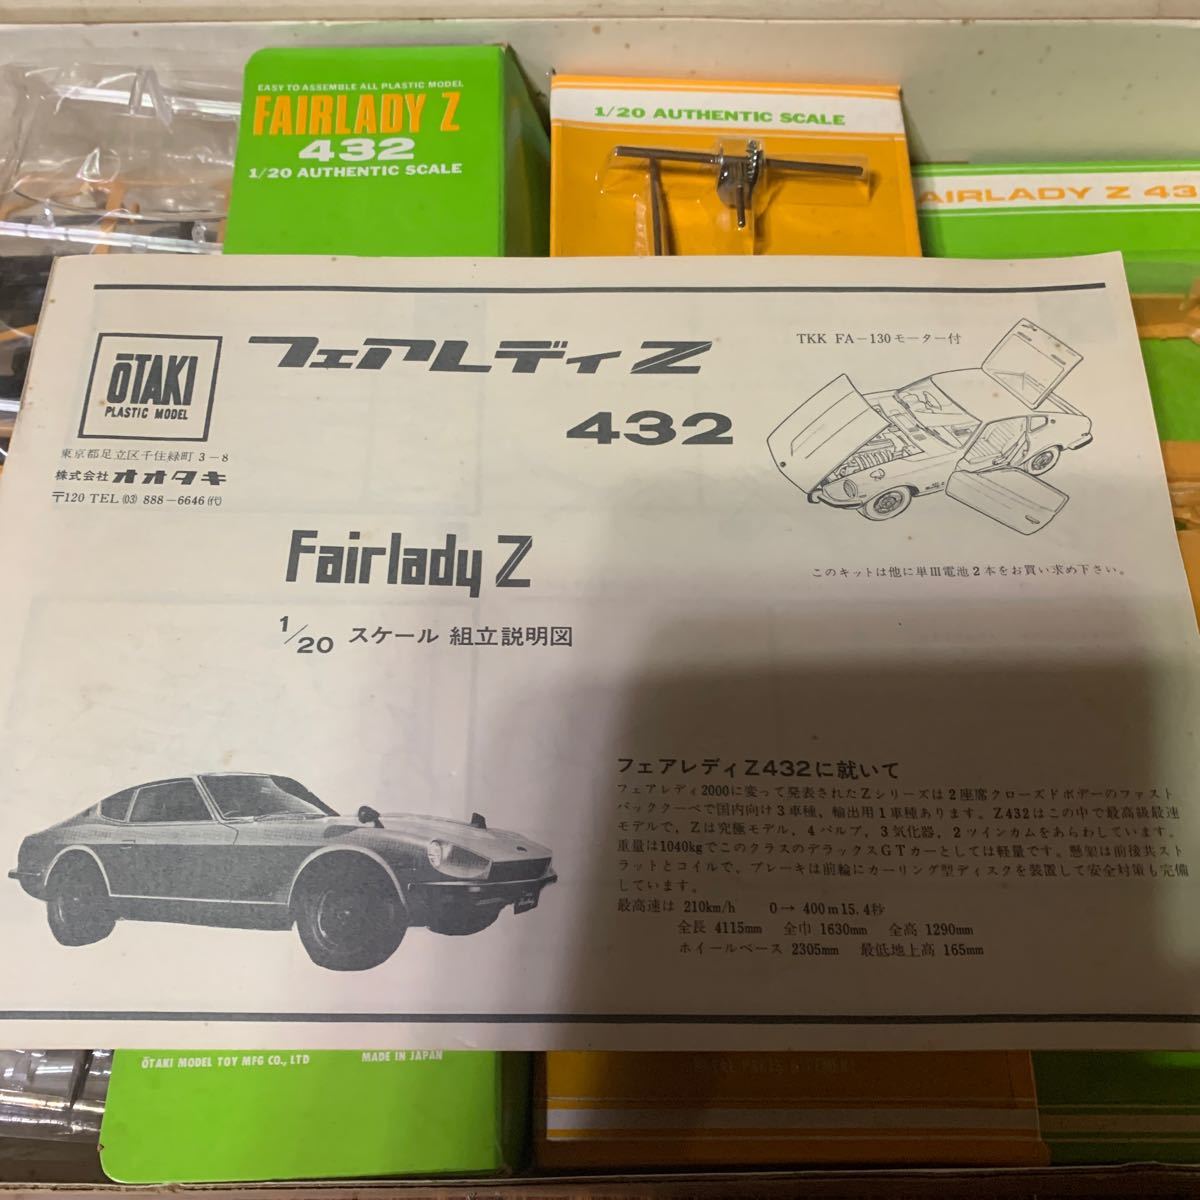 EASY TO ASSEMBLE ALL PLASTIC MODEL
FAIRLADY Z
432
1/20 AUTHENTIC SCALE
1/20 AUTHENTIC SCALE
AIRLADY Z 43
ŌTAKI
PLASTIC MODEL
フェアレディZ
432
TKK FA-130モーター付
東京都足立区千住緑町3-8
株式会社オオタキ
〒120 TEL (03) 888-6646(代)
Fairlady Z
1/20 スケール 組立説明図
このキットは他に単III電池2本をお買い求め下さい。
フェアレディZ432に就いて
フェアレディ2000に変って発表されたZシリーズは2座席クローズドボデーのファスト
バッククーペで国内向け3車種，輸出用1車種あります。Z432はこの中で最高級最速
モデルで，Zは究極モデル，4バルブ，3気化器，2ツインカムをあらわしています。
重量は1040kgでこのクラスのデラックスGTカーとしては軽量です。懸架は前後共スト
ラットとコイルで，ブレーキは前輪にガーリング型ディスクを装置して安全対策も完備
しています。
最高速は 210km/h 0→400m15.4秒
全長 4115mm 全巾 1630mm 全高 1290mm
ホイールベース 2305mm 最低地上高 165mm
ŌTAKI MODEL TOY MFG CO., LTD
MADE IN JAPAN